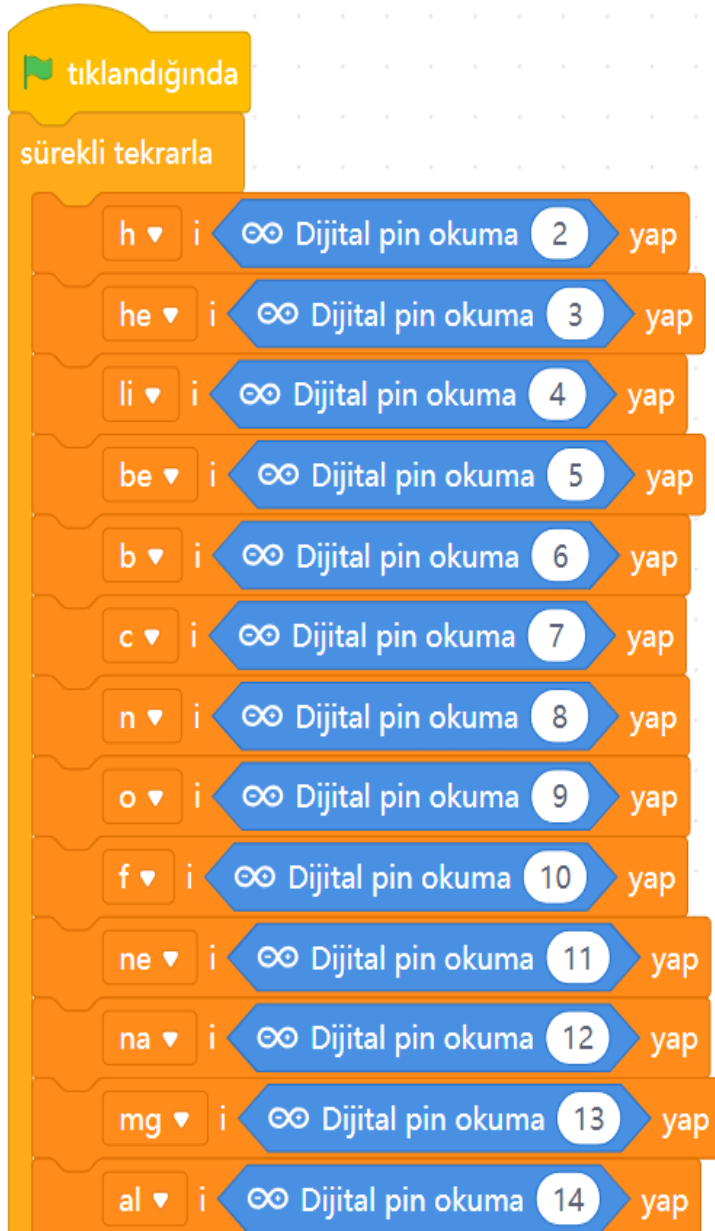 tıklandığında
sürekli tekrarla
h i Dijital pin okuma 2 yap
he i Dijital pin okuma 3 yap
li i Dijital pin okuma 4 yap
be i Dijital pin okuma 5 yap
b i Dijital pin okuma 6 yap
c i Dijital pin okuma 7 yap
n i Dijital pin okuma 8 yap
o i Dijital pin okuma 9 yap
f i Dijital pin okuma 10 yap
ne i Dijital pin okuma 11 yap
na i Dijital pin okuma 12 yap
mg i Dijital pin okuma 13 yap
al i Dijital pin okuma 14 yap